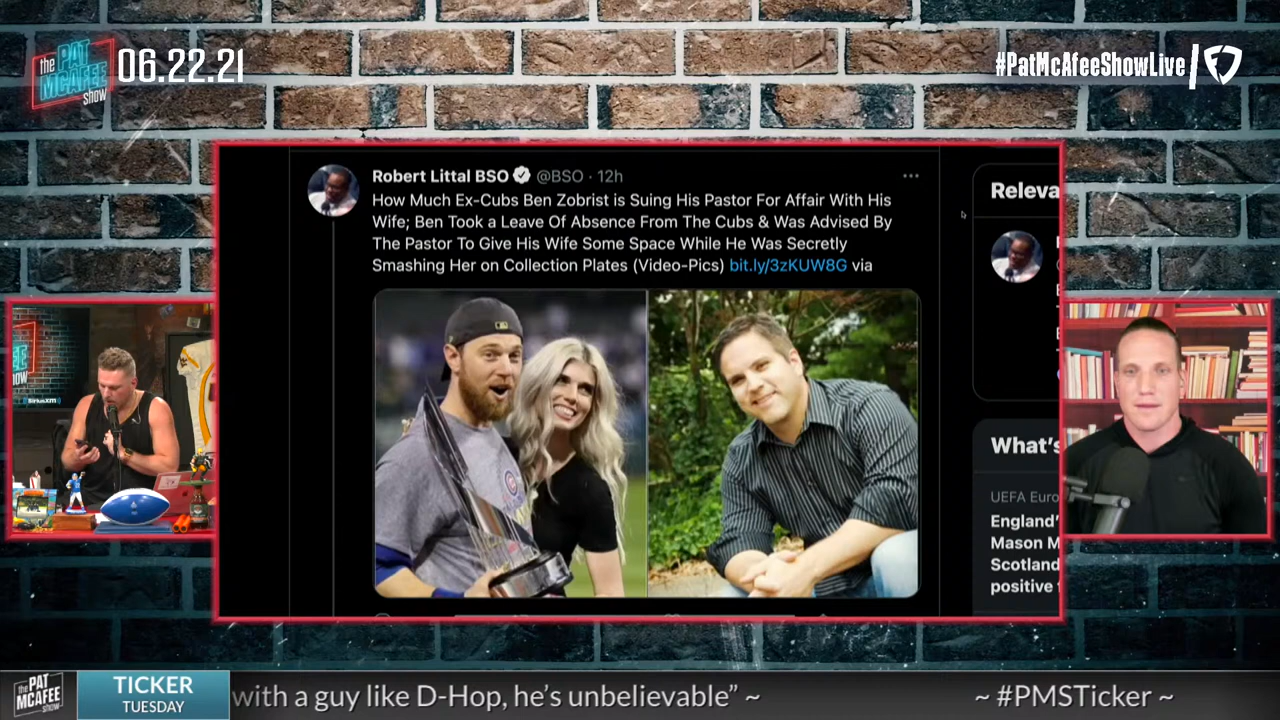 the PAT MCAFEE show
06.22.21
#PatMcAfeeShowLive
Robert Littal BSO @BSO · 12h
How Much Ex-Cubs Ben Zobrist is Suing His Pastor For Affair With His
Wife; Ben Took a Leave Of Absence From The Cubs & Was Advised By
The Pastor To Give His Wife Some Space While He Was Secretly
Smashing Her on Collection Plates (Video-Pics) bit.ly/3zKUW8G via
Releva
What's
UEFA Euro
England'
Mason M
Scotland
positive
SiriusXM
the PAT MCAFEE show
TICKER
TUESDAY
with a guy like D-Hop, he's unbelievable" ~
~ #PMSTicker ~